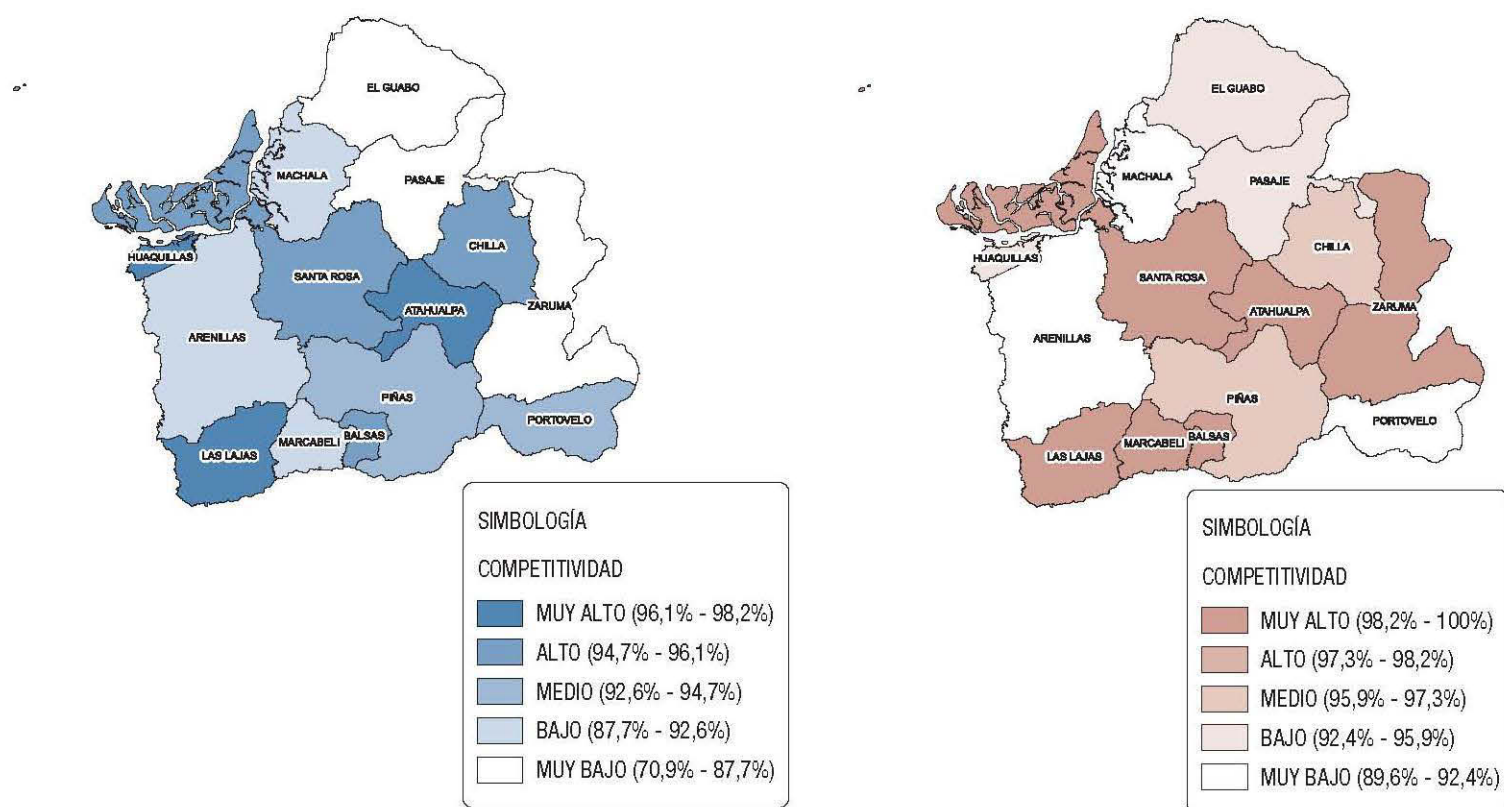 EL GUABO
MACHALA
PASAJE
HUAQUILLAS
CHILLA
SANTA ROSA
ATAHUALPA
ZARUMA
ARENILLAS
PIÑAS
PORTOVELO
BALSAS
MARCABELI
LAS LAJAS
SIMBOLOGÍA
COMPETITIVIDAD
MUY ALTO (96,1% - 98,2%)
ALTO (94,7% - 96,1%)
MEDIO (92,6% - 94,7%)
BAJO (87,7% - 92,6%)
MUY BAJO (70,9% - 87,7%)
EL GUABO
MACHALA
PASAJE
HUAQUILLAS
CHILLA
SANTA ROSA
ATAHUALPA
ZARUMA
ARENILLAS
PIÑAS
PORTOVELO
BALSAS
MARCABELI
LAS LAJAS
SIMBOLOGÍA
COMPETITIVIDAD
MUY ALTO (98,2% - 100%)
ALTO (97,3% - 98,2%)
MEDIO (95,9% - 97,3%)
BAJO (92,4% - 95,9%)
MUY BAJO (89,6% - 92,4%)